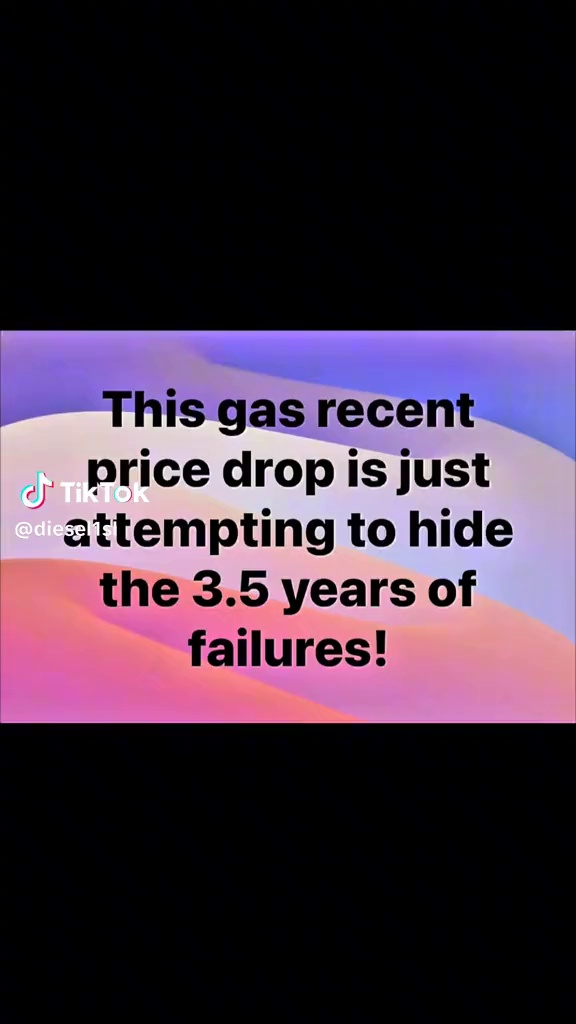 This gas recent
price drop is just
TikTok
attempting to hide
the 3.5 years of
failures!